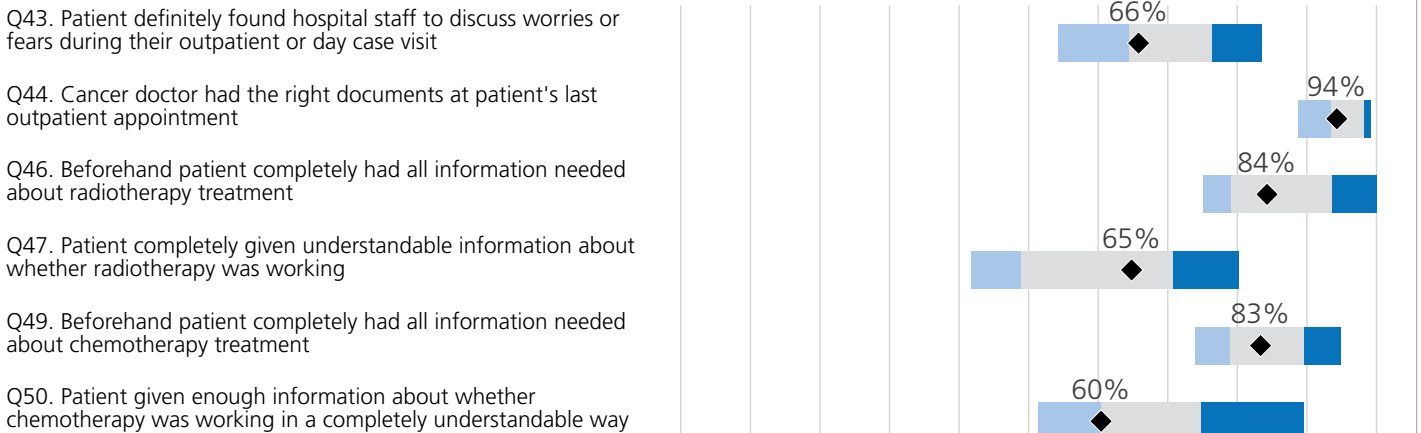 Q43. Patient definitely found hospital staff to discuss worries or
fears during their outpatient or day case visit
66%
Q44. Cancer doctor had the right documents at patient's last
outpatient appointment
94%
Q46. Beforehand patient completely had all information needed
about radiotherapy treatment
84%
Q47. Patient completely given understandable information about
whether radiotherapy was working
65%
Q49. Beforehand patient completely had all information needed
about chemotherapy treatment
83%
Q50. Patient given enough information about whether
chemotherapy was working in a completely understandable way
60%